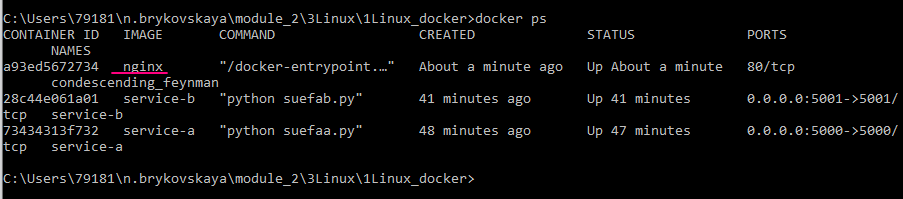 C:\Users\79181\n.brykovskaya\module_2\3Linux\1Linux_docker>docker ps
CONTAINER ID   IMAGE       COMMAND                  CREATED              STATUS              PORTS
      NAMES
a93ed5672734   nginx       "/docker-entrypoint.…"   About a minute ago   Up About a minute   80/tcp
      condescending_feynman
28c44e061a01   service-b   "python suefab.py"       41 minutes ago       Up 41 minutes       0.0.0.0:5001->5001/
tcp   service-b
73434313f732   service-a   "python suefaa.py"       48 minutes ago       Up 47 minutes       0.0.0.0:5000->5000/
tcp   service-a
C:\Users\79181\n.brykovskaya\module_2\3Linux\1Linux_docker>